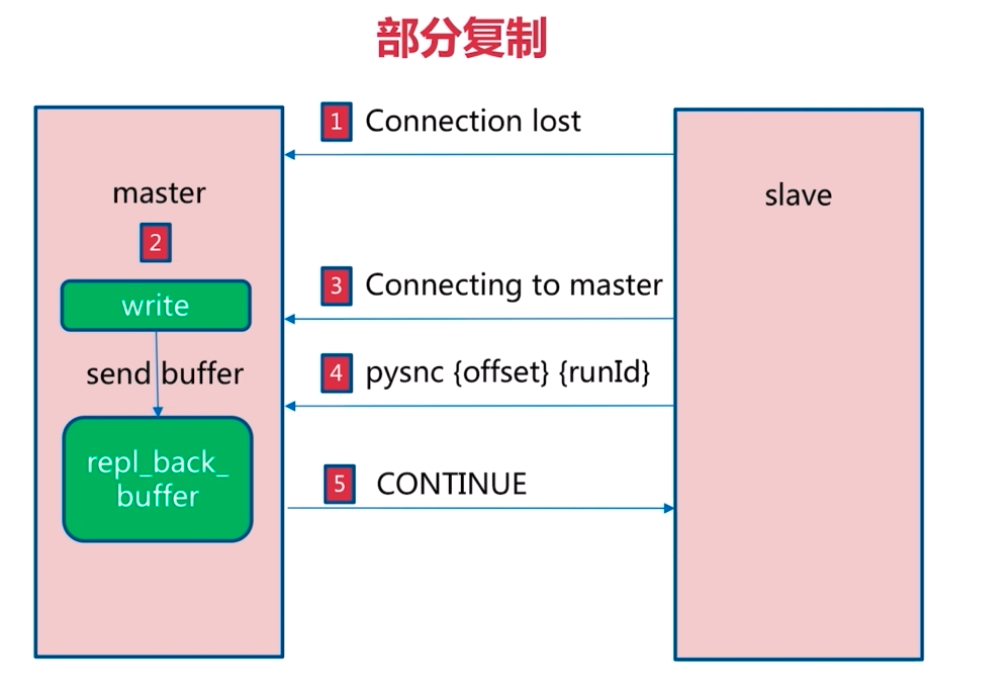 部分复制
1 Connection lost
master
slave
2
3 Connecting to master
write
send buffer
4 pysnc {offset} {runId}
repl_back_
buffer
5 CONTINUE